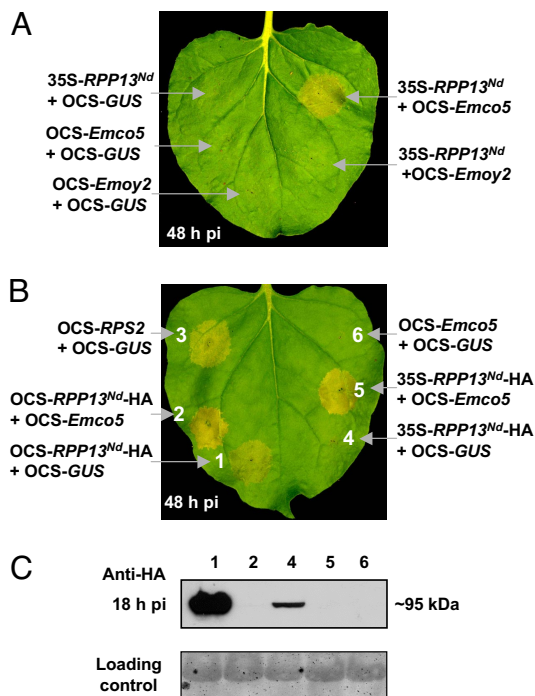 A
35S-RPP13Nd
+ OCS-GUS
OCS-Emco5
+ OCS-GUS
OCS-Emoy2
+ OCS-GUS
35S-RPP13Nd
+ OCS-Emco5
35S-RPP13Nd
+OCS-Emoy2
48 h pi
B
OCS-RPS2
+ OCS-GUS
3
OCS-RPP13Nd-HA
+ OCS-Emco5
2
OCS-RPP13Nd-HA
+ OCS-GUS
1
6
OCS-Emco5
+ OCS-GUS
5
35S-RPP13Nd-HA
+ OCS-Emco5
4
35S-RPP13Nd-HA
+ OCS-GUS
48 h pi
C
1 2 4 5 6
Anti-HA
18 h pi
~95 kDa
Loading
control